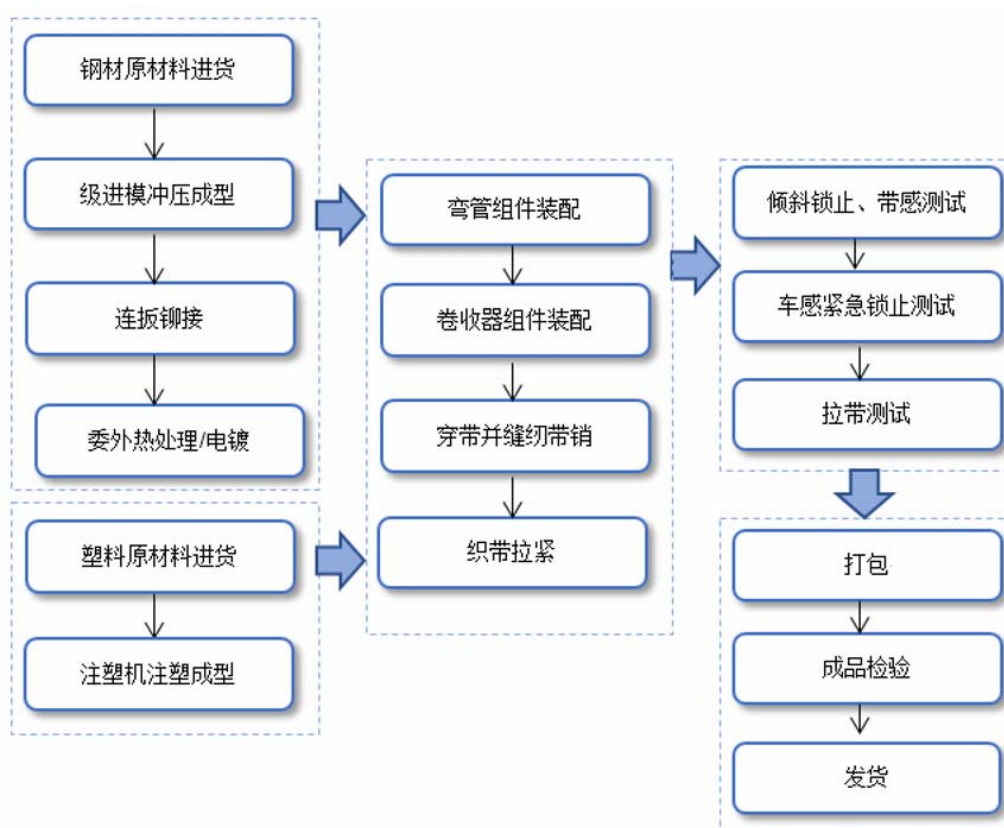 钢材原材料进货
级进模冲压成型
连扳铆接
委外热处理/电镀
塑料原材料进货
注塑机注塑成型
弯管组件装配
卷收器组件装配
穿带并缝纫带销
织带拉紧
倾斜锁止、带感测试
车感紧急锁止测试
拉带测试
打包
成品检验
发货